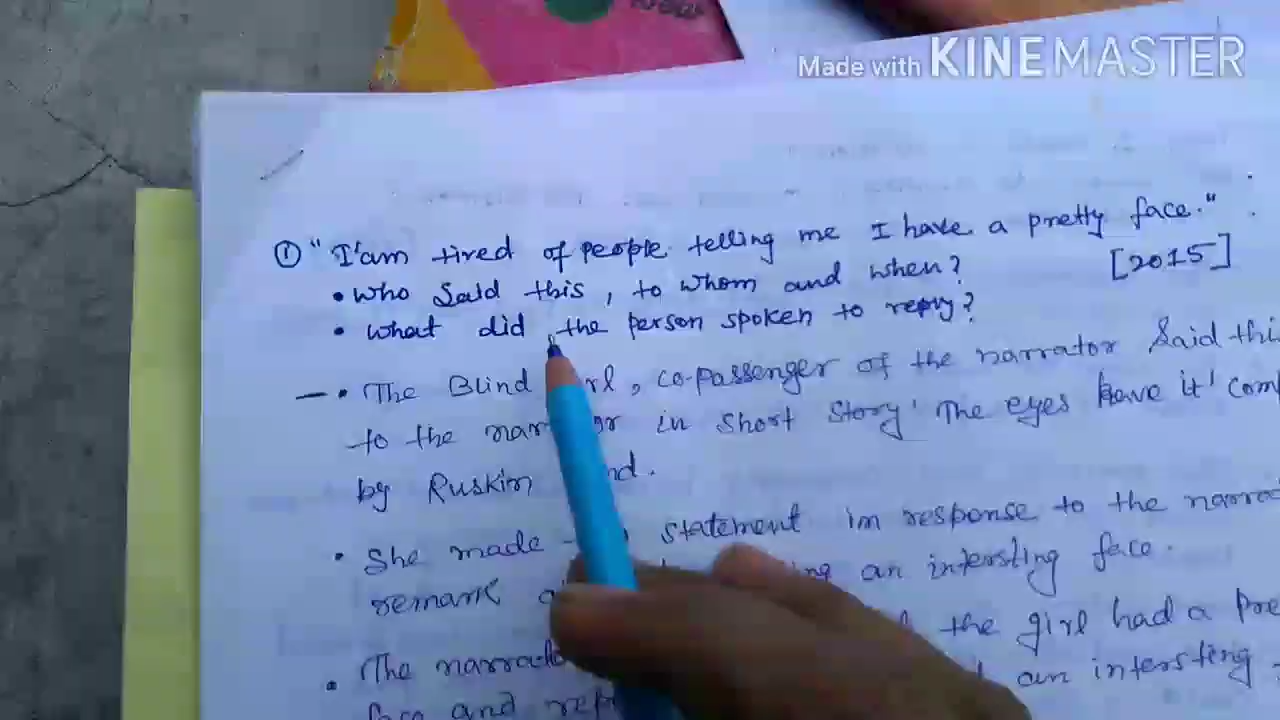 Made with KINEMASTER
① "I'am tired of people telling me I have a pretty face."
[2015]
• Who Said this, to whom and when?
• What did the person spoken to reply?
— • The Blind , co-passenger of the narrator Said
to the in Short Story 'The eyes have it'
by Ruskin
• She made statement in response to the
remark an intersting face.
• The the girl had a
an intersting
face and